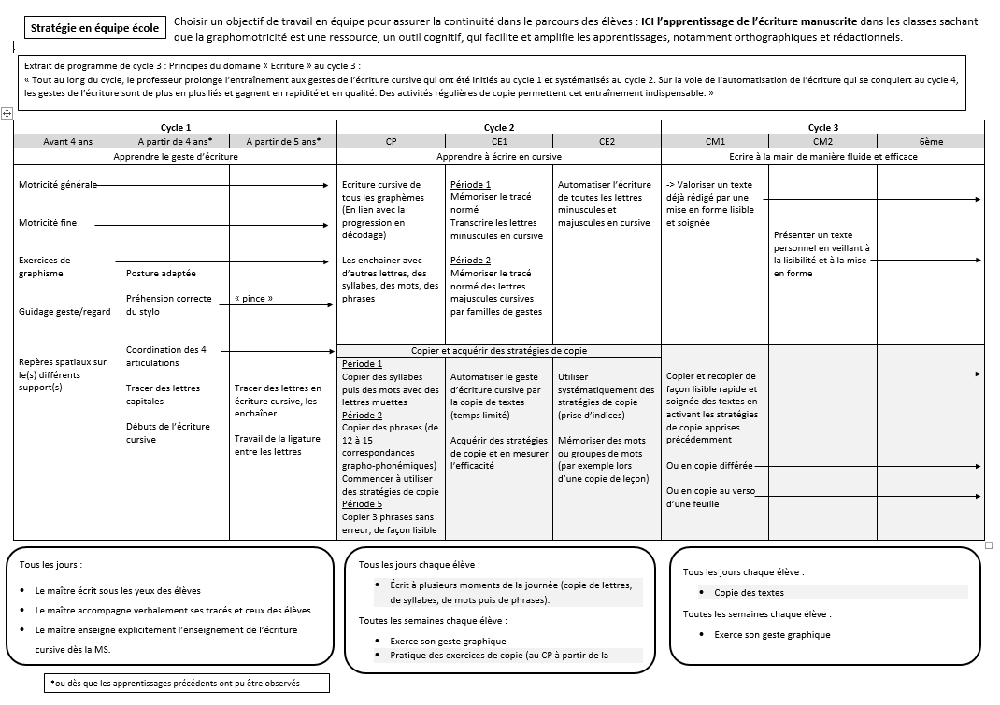 Stratégie en équipe école
Choisir un objectif de travail en équipe pour assurer la continuité dans le parcours des élèves : ICI l'apprentissage de l'écriture manuscrite dans les classes sachant
que la graphomotricité est une ressource, un outil cognitif, qui facilite et amplifie les apprentissages, notamment orthographiques et rédactionnels.
Extrait de programme de cycle 3 : Principes du domaine « Ecriture » au cycle 3 :
« Tout au long du cycle, le professeur prolonge l'entraînement aux gestes de l'écriture cursive qui ont été initiés au cycle 1 et systématisés au cycle 2. Sur la voie de l'automatisation de l'écriture qui se conquiert au cycle 4,
les gestes de l'écriture sont de plus en plus liés et gagnent en rapidité et en qualité. Des activités régulières de copie permettent cet entraînement indispensable. »
Cycle 1
Cycle 2
Cycle 3
Avant 4 ans
A partir de 4 ans*
A partir de 5 ans*
CP
CE1
CE2
CM1
CM2
6ème
Apprendre le geste d'écriture
Apprendre à écrire en cursive
Ecrire à la main de manière fluide et efficace
Motricité générale
Motricité fine
Exercices de
graphisme
Guidage geste/regard
Repères spatiaux sur
le(s) différents
support(s)
Posture adaptée
Préhension correcte
du stylo
Coordination des 4
articulations
Tracer des lettres
capitales
Débuts de l'écriture
cursive
« pince »
Tracer des lettres en
écriture cursive, les
enchaîner
Travail de la ligature
entre les lettres
Ecriture cursive de
tous les graphèmes
(En lien avec la
progression en
décodage)
Les enchainer avec
d'autres lettres, des
syllabes, des mots, des
phrases
Période 1
Mémoriser le tracé
normé
Transcrire les lettres
minuscules en cursive
Période 2
Mémoriser le tracé
normé des lettres
majuscules cursives
par familles de gestes
Automatiser l'écriture
de toutes les lettres
minuscules et
majuscules en cursive
-> Valoriser un texte
déjà rédigé par une
mise en forme lisible
et soignée
Présenter un texte
personnel en veillant à
la lisibilité et à la mise
en forme
Copier et acquérir des stratégies de copie
Période 1
Copier des syllabes
puis des mots avec des
lettres muettes
Période 2
Copier des phrases (de
12 à 15
correspondances
grapho-phonémiques)
Commencer à utiliser
des stratégies de copie
Période 5
Copier 3 phrases sans
erreur, de façon lisible
Automatiser le geste
d'écriture cursive par
la copie de textes
(temps limité)
Acquérir des stratégies
de copie et en mesurer
l'efficacité
Utiliser
systématiquement des
stratégies de copie
(prise d'indices)
Mémoriser des mots
ou groupes de mots
(par exemple lors
d'une copie de leçon)
Copier et recopier de
façon lisible rapide et
soignée des textes en
activant les stratégies
de copie apprises
précédemment
Ou en copie différée
Ou en copie au verso
d'une feuille
Tous les jours :
• Le maître écrit sous les yeux des élèves
• Le maître accompagne verbalement ses tracés et ceux des élèves
• Le maître enseigne explicitement l'enseignement de l'écriture
cursive dès la MS.
Tous les jours chaque élève :
• Écrit à plusieurs moments de la journée (copie de lettres,
de syllabes, de mots puis de phrases).
Toutes les semaines chaque élève :
• Exerce son geste graphique
• Pratique des exercices de copie (au CP à partir de la
Tous les jours chaque élève :
• Copie des textes
Toutes les semaines chaque élève :
• Exerce son geste graphique
*ou dès que les apprentissages précédents ont pu être observés